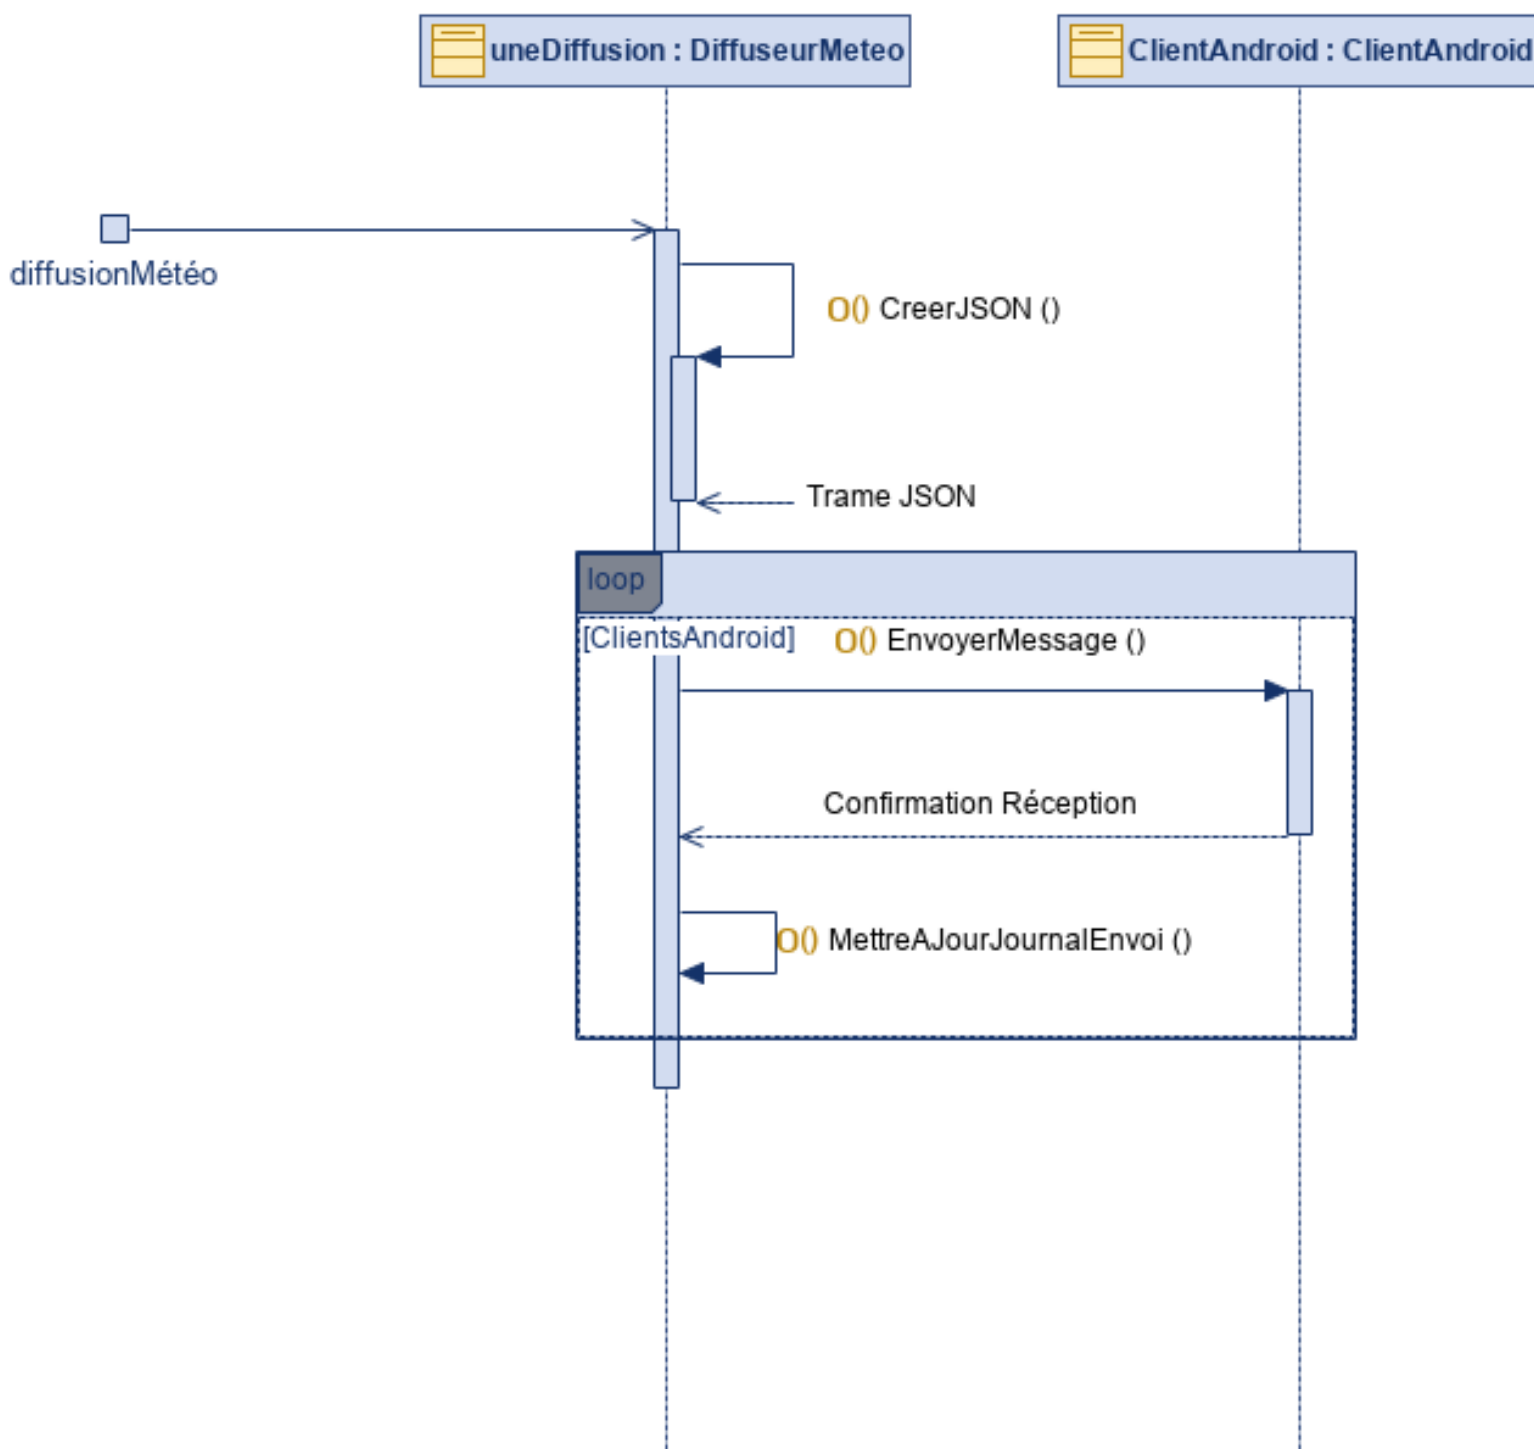 uneDiffusion : DiffuseurMeteo
ClientAndroid : ClientAndroid
diffusionMétéo
O() CreerJSON ()
Trame JSON
loop
[ClientsAndroid]
O() EnvoyerMessage ()
Confirmation Réception
O() MettreAJourJournalEnvoi ()